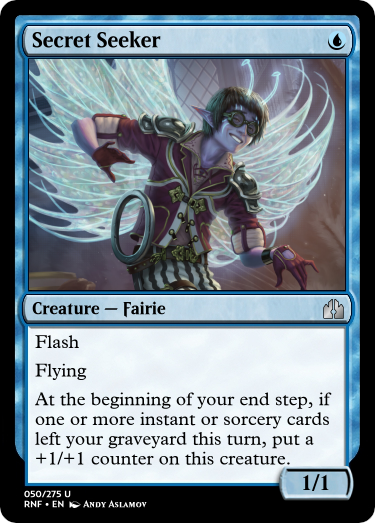 Secret Seeker
Creature — Fairie
Flash
Flying
At the beginning of your end step, if
one or more instant or sorcery cards
left your graveyard this turn, put a
+1/+1 counter on this creature.
1/1
050/275 U
RNF • EN Andy Aslamov